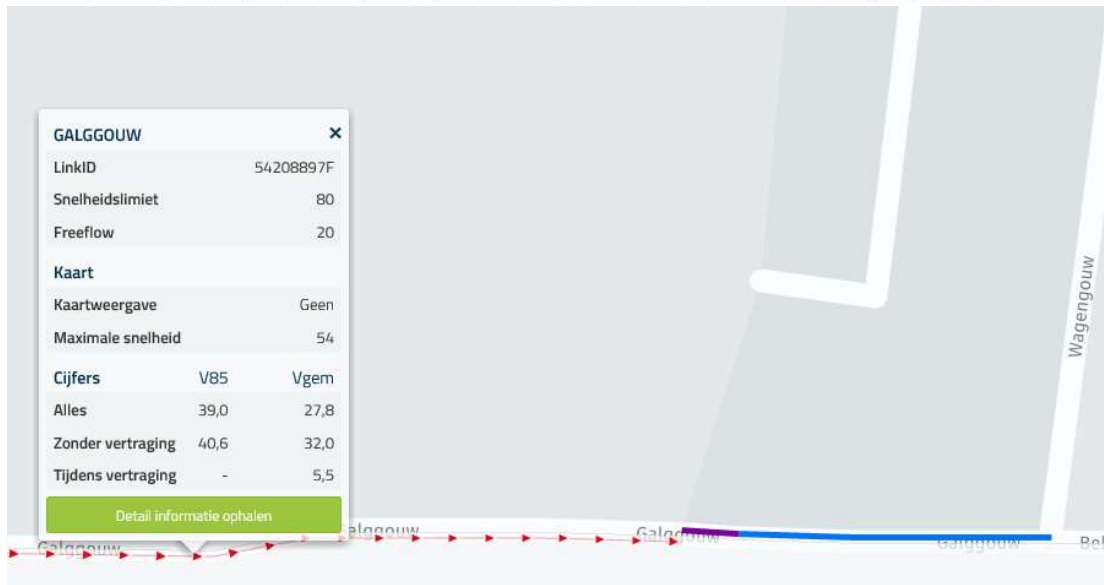 GALGGOUW ×
LinkID 54208897F
Snelheidslimiet 80
Freeflow 20
Kaart
Kaartweergave Geen
Maximale snelheid 54
Cijfers V85 Vgem
Alles 39,0 27,8
Zonder vertraging 40,6 32,0
Tijdens vertraging - 5,5
Detail informatie ophalen
Wagengouw
Galggouw
Galggouw
Galggouw
Galggouw
Bel